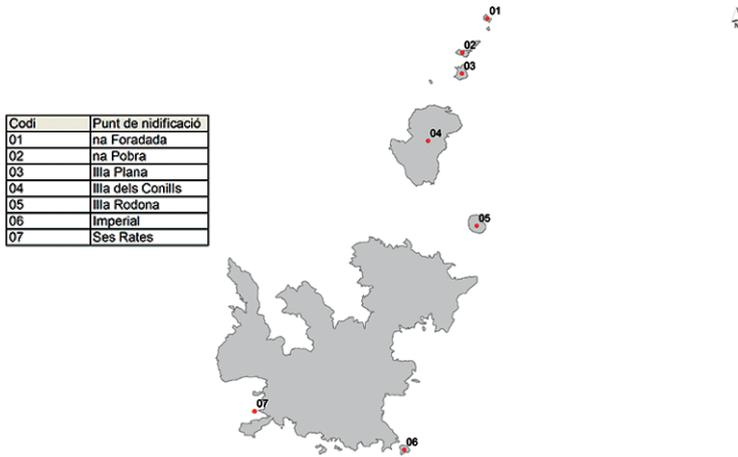 01
02
03
04
05
06
07
Codi Punt de nidificació
01 na Foradada
02 na Pobra
03 Illa Plana
04 Illa dels Conills
05 Illa Rodona
06 Imperial
07 Ses Rates